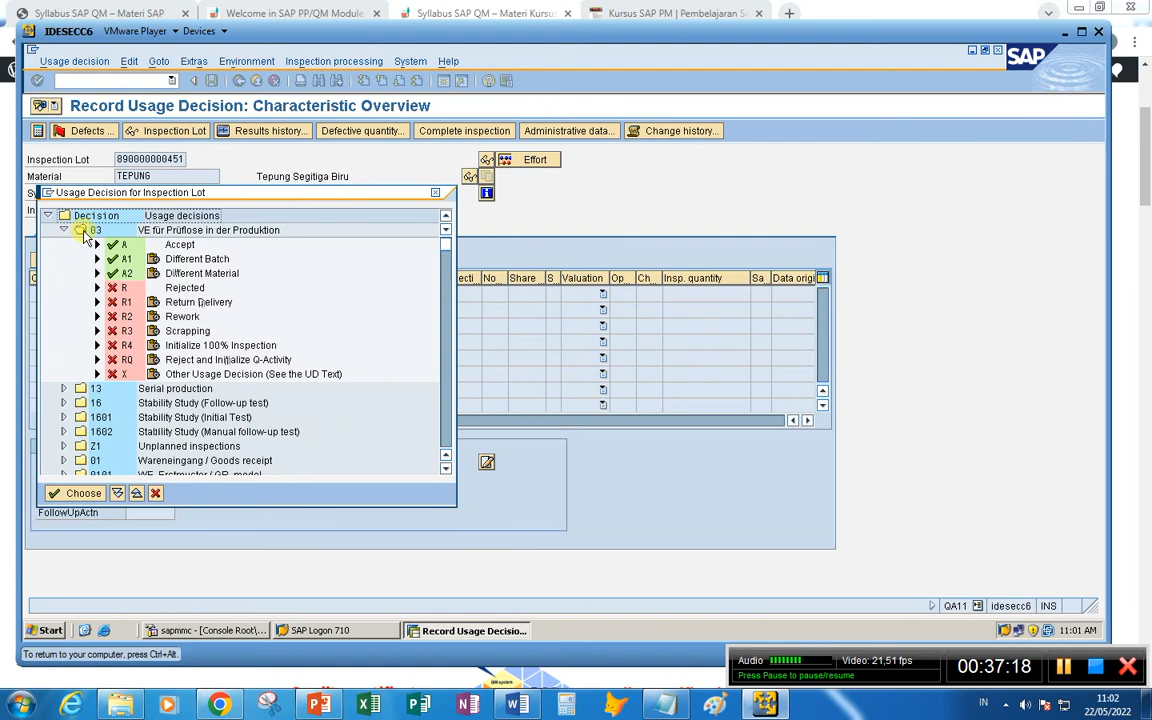 Syllabus SAP QM – Materi SAP
Welcome in SAP PP/QM Module
Syllabus SAP QM – Materi Kursu
Kursus SAP PM | Pembelajaran SA
IDESECC6 VMware Player Devices
Usage decision Edit Goto Extras Environment Inspection processing System Help
SAP
Record Usage Decision: Characteristic Overview
Defects ... Inspection Lot Results history... Defective quantity... Complete inspection Administrative data... Change history...
Inspection Lot 890000000451 Effort
Material TEPUNG Tepung Segitiga Biru
Usage Decision for Inspection Lot
Decision Usage decisions
03 VE für Prüflose in der Produktion
A Accept
A1 Different Batch
A2 Different Material
R Rejected
R1 Return Delivery
R2 Rework
R3 Scrapping
R4 Initialize 100% Inspection
RQ Reject and Initialize Q-Activity
X Other Usage Decision (See the UD Text)
13 Serial production
16 Stability Study (Follow-up test)
1601 Stability Study (Initial Test)
1602 Stability Study (Manual follow-up test)
Z1 Unplanned inspections
01 Wareneingang / Goods receipt
Choose
No... Share... S.. Valuation Op.. Ch... Insp. quantity Sa... Data origi
FollowUpActn
QA11 idesecc6 INS
Start sapmmc - [Console Root\... SAP Logon 710 Record Usage Decisio... 11:01 AM
To return to your computer, press Ctrl+Alt.
Audio Video: 21,51 fps
Press Pause to pause/resume
00:37:18
IN 11:02
22/05/2022